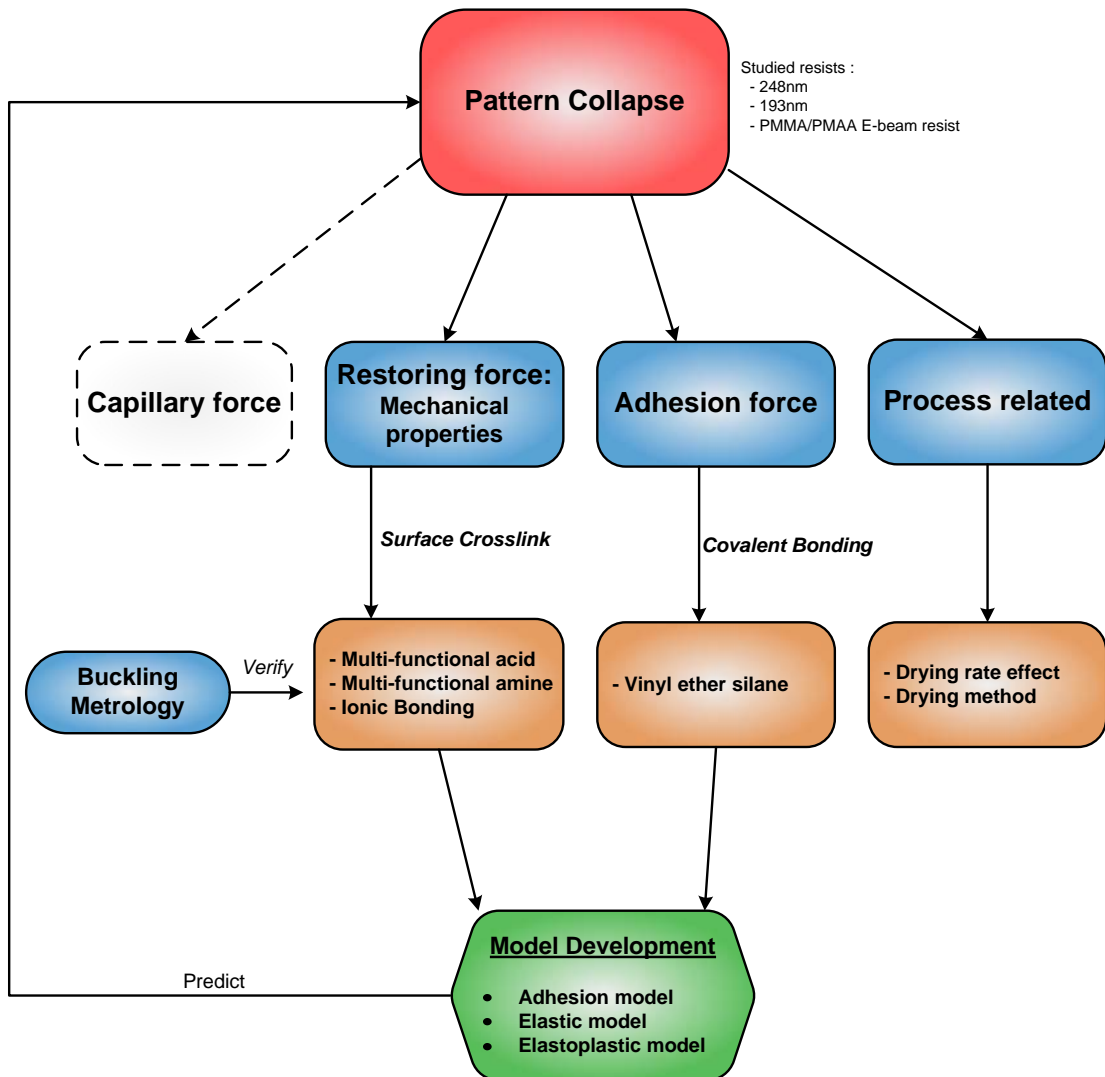 Pattern Collapse
Studied resists :
- 248nm
- 193nm
- PMMA/PMAA E-beam resist
Capillary force
Restoring force:
Mechanical
properties
Adhesion force
Process related
Surface Crosslink
Covalent Bonding
Buckling
Metrology
Verify
- Multi-functional acid
- Multi-functional amine
- Ionic Bonding
- Vinyl ether silane
- Drying rate effect
- Drying method
Model Development
• Adhesion model
• Elastic model
• Elastoplastic model
Predict